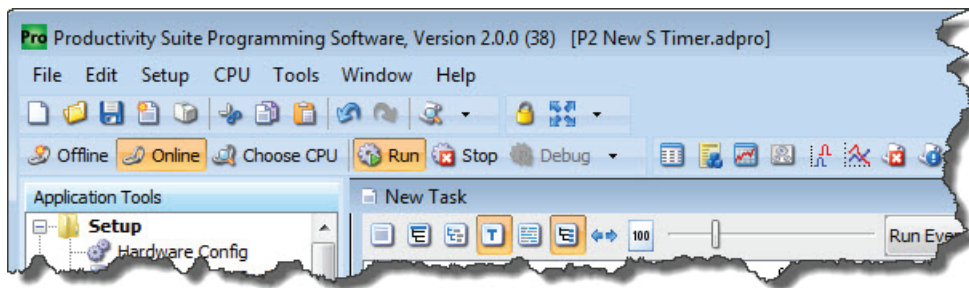 Pro Productivity Suite Programming Software, Version 2.0.0 (38) [P2 New S Timer.adpro]
File Edit Setup CPU Tools Window Help
Offline Online Choose CPU Run Stop Debug
Application Tools
New Task
Setup
T 100 Run
Hardware Config